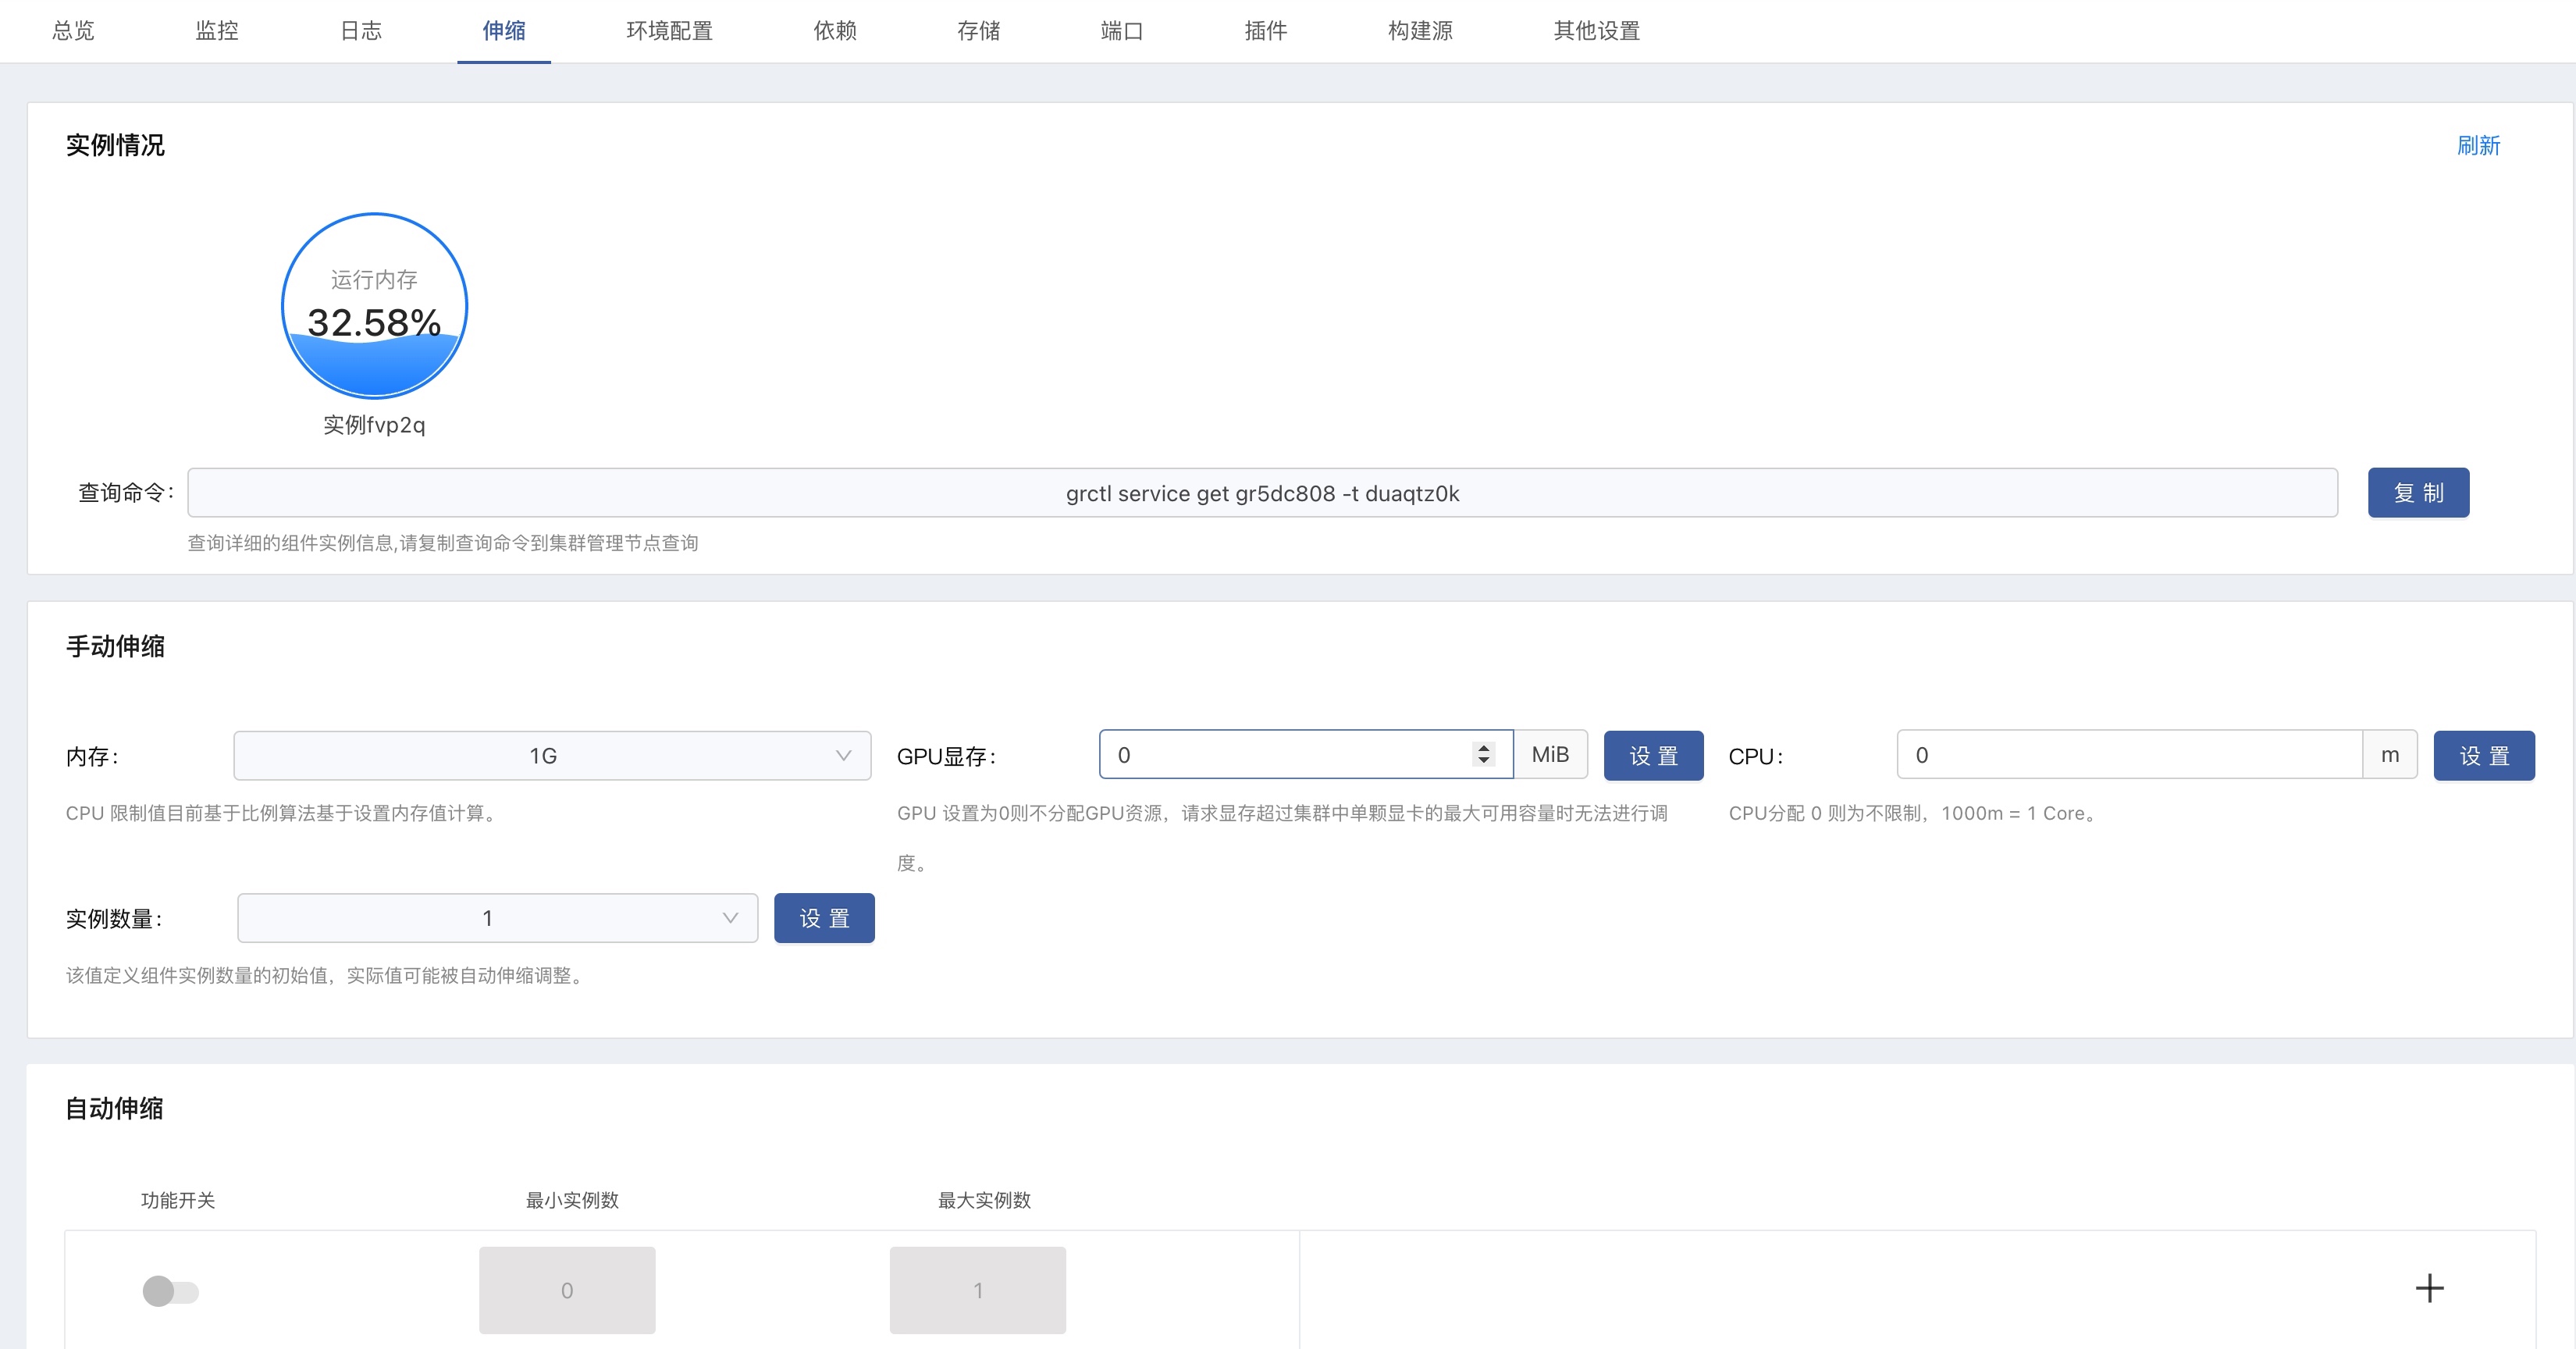 总览 监控 日志 伸缩 环境配置 依赖 存储 端口 插件 构建源 其他设置
实例情况 刷新
运行内存
32.58%
实例fvp2q
查询命令: grctl service get gr5dc808 -t duaqtz0k 复 制
查询详细的组件实例信息,请复制查询命令到集群管理节点查询
手动伸缩
内存: 1G GPU显存: 0 MiB 设 置 CPU: 0 m 设 置
CPU 限制值目前基于比例算法基于设置内存值计算。 GPU 设置为0则不分配GPU资源，请求显存超过集群中单颗显卡的最大可用容量时无法进行调 CPU分配 0 则为不限制，1000m = 1 Core。
度。
实例数量: 1 设 置
该值定义组件实例数量的初始值，实际值可能被自动伸缩调整。
自动伸缩
功能开关 最小实例数 最大实例数
0 1